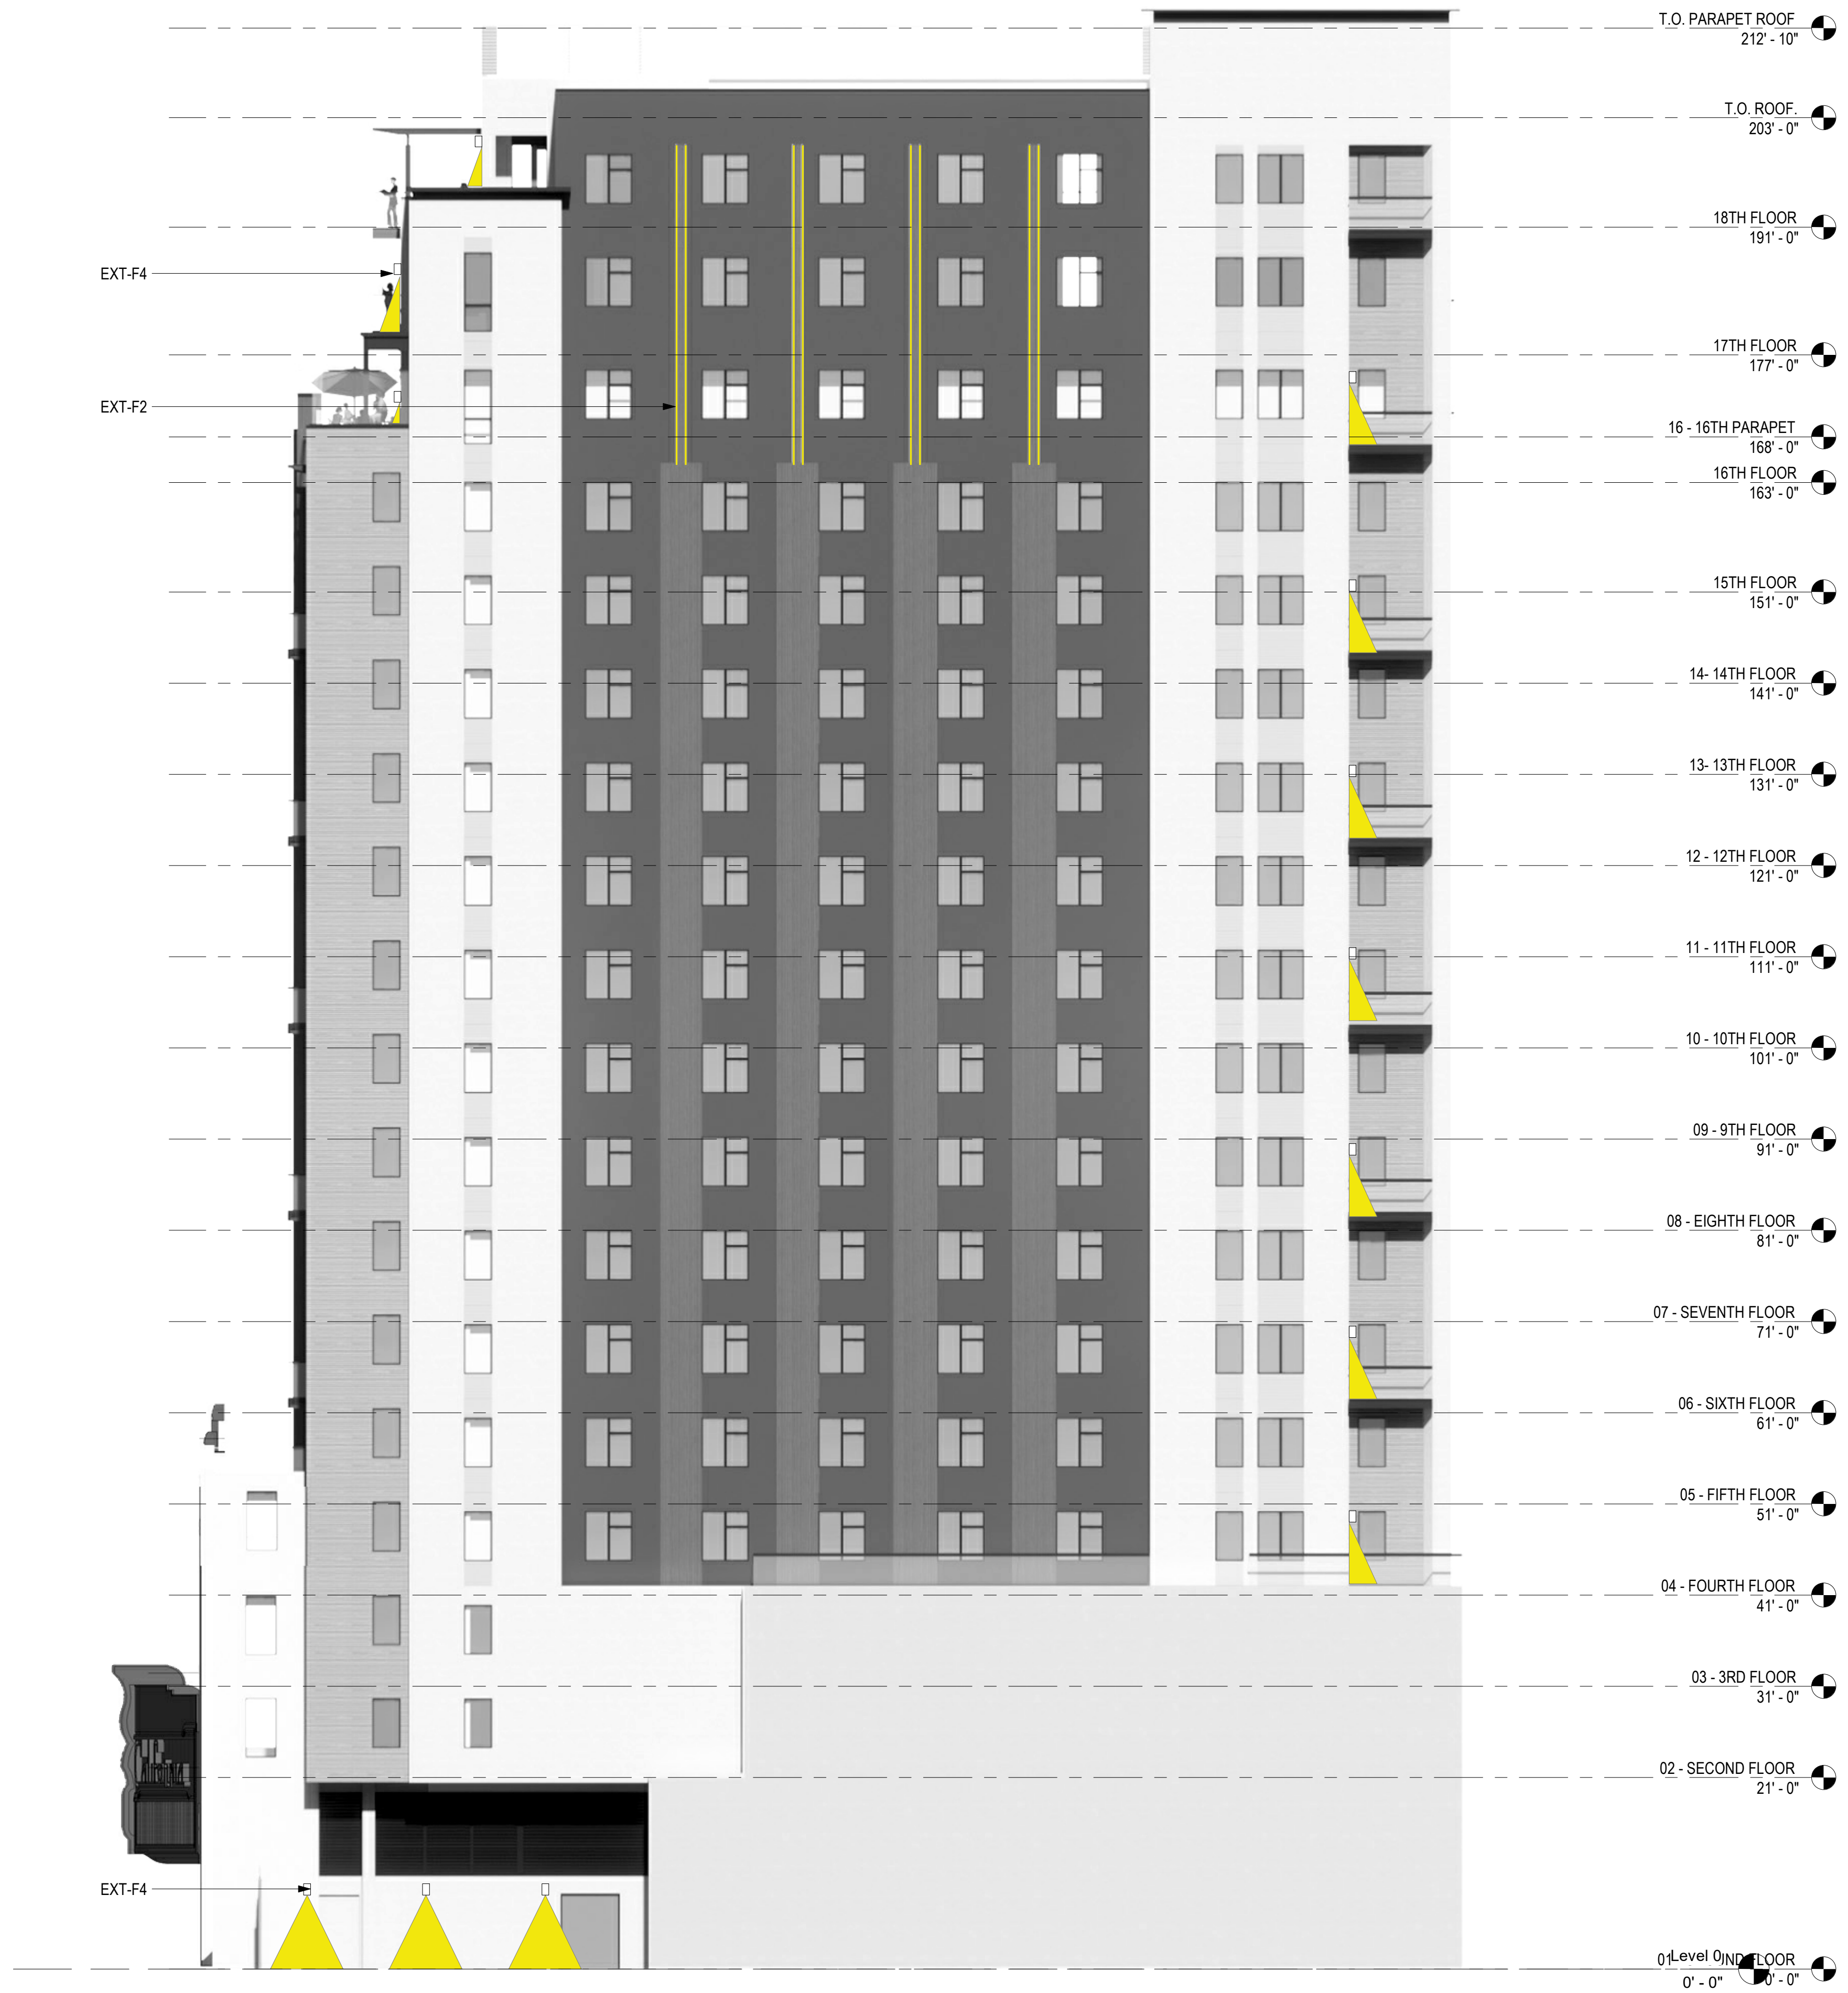 T.O. PARAPET ROOF
212' - 10"
T.O. ROOF.
203' - 0"
18TH FLOOR
191' - 0"
EXT-F4
17TH FLOOR
177' - 0"
EXT-F2
16 - 16TH PARAPET
168' - 0"
16TH FLOOR
163' - 0"
15TH FLOOR
151' - 0"
14- 14TH FLOOR
141' - 0"
13- 13TH FLOOR
131' - 0"
12 - 12TH FLOOR
121' - 0"
11 - 11TH FLOOR
111' - 0"
10 - 10TH FLOOR
101' - 0"
09 - 9TH FLOOR
91' - 0"
08 - EIGHTH FLOOR
81' - 0"
07 - SEVENTH FLOOR
71' - 0"
06 - SIXTH FLOOR
61' - 0"
05 - FIFTH FLOOR
51' - 0"
04 - FOURTH FLOOR
41' - 0"
03 - 3RD FLOOR
31' - 0"
02 - SECOND FLOOR
21' - 0"
EXT-F4
Level 0
01 FLOOR
0' - 0"
0' - 0"